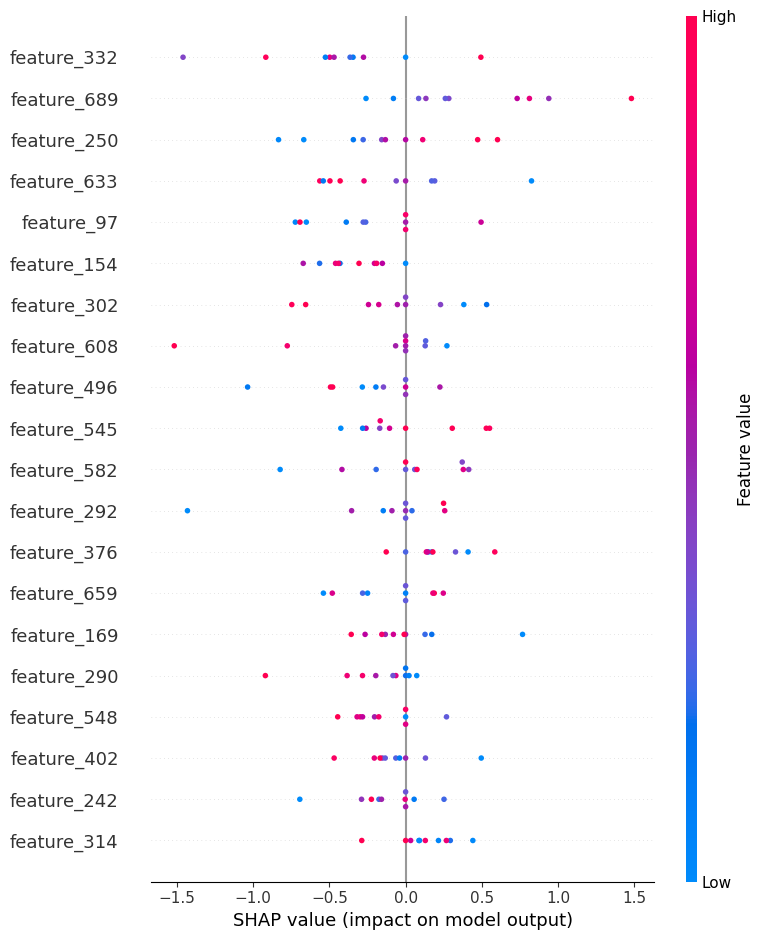 High
feature_332
feature_689
feature_250
feature_633
feature_97
feature_154
feature_302
feature_608
feature_496
feature_545
feature_582
feature_292
feature_376
feature_659
feature_169
feature_290
feature_548
feature_402
feature_242
feature_314
Feature value
Low
−1.5 −1.0 −0.5 0.0 0.5 1.0 1.5
SHAP value (impact on model output)